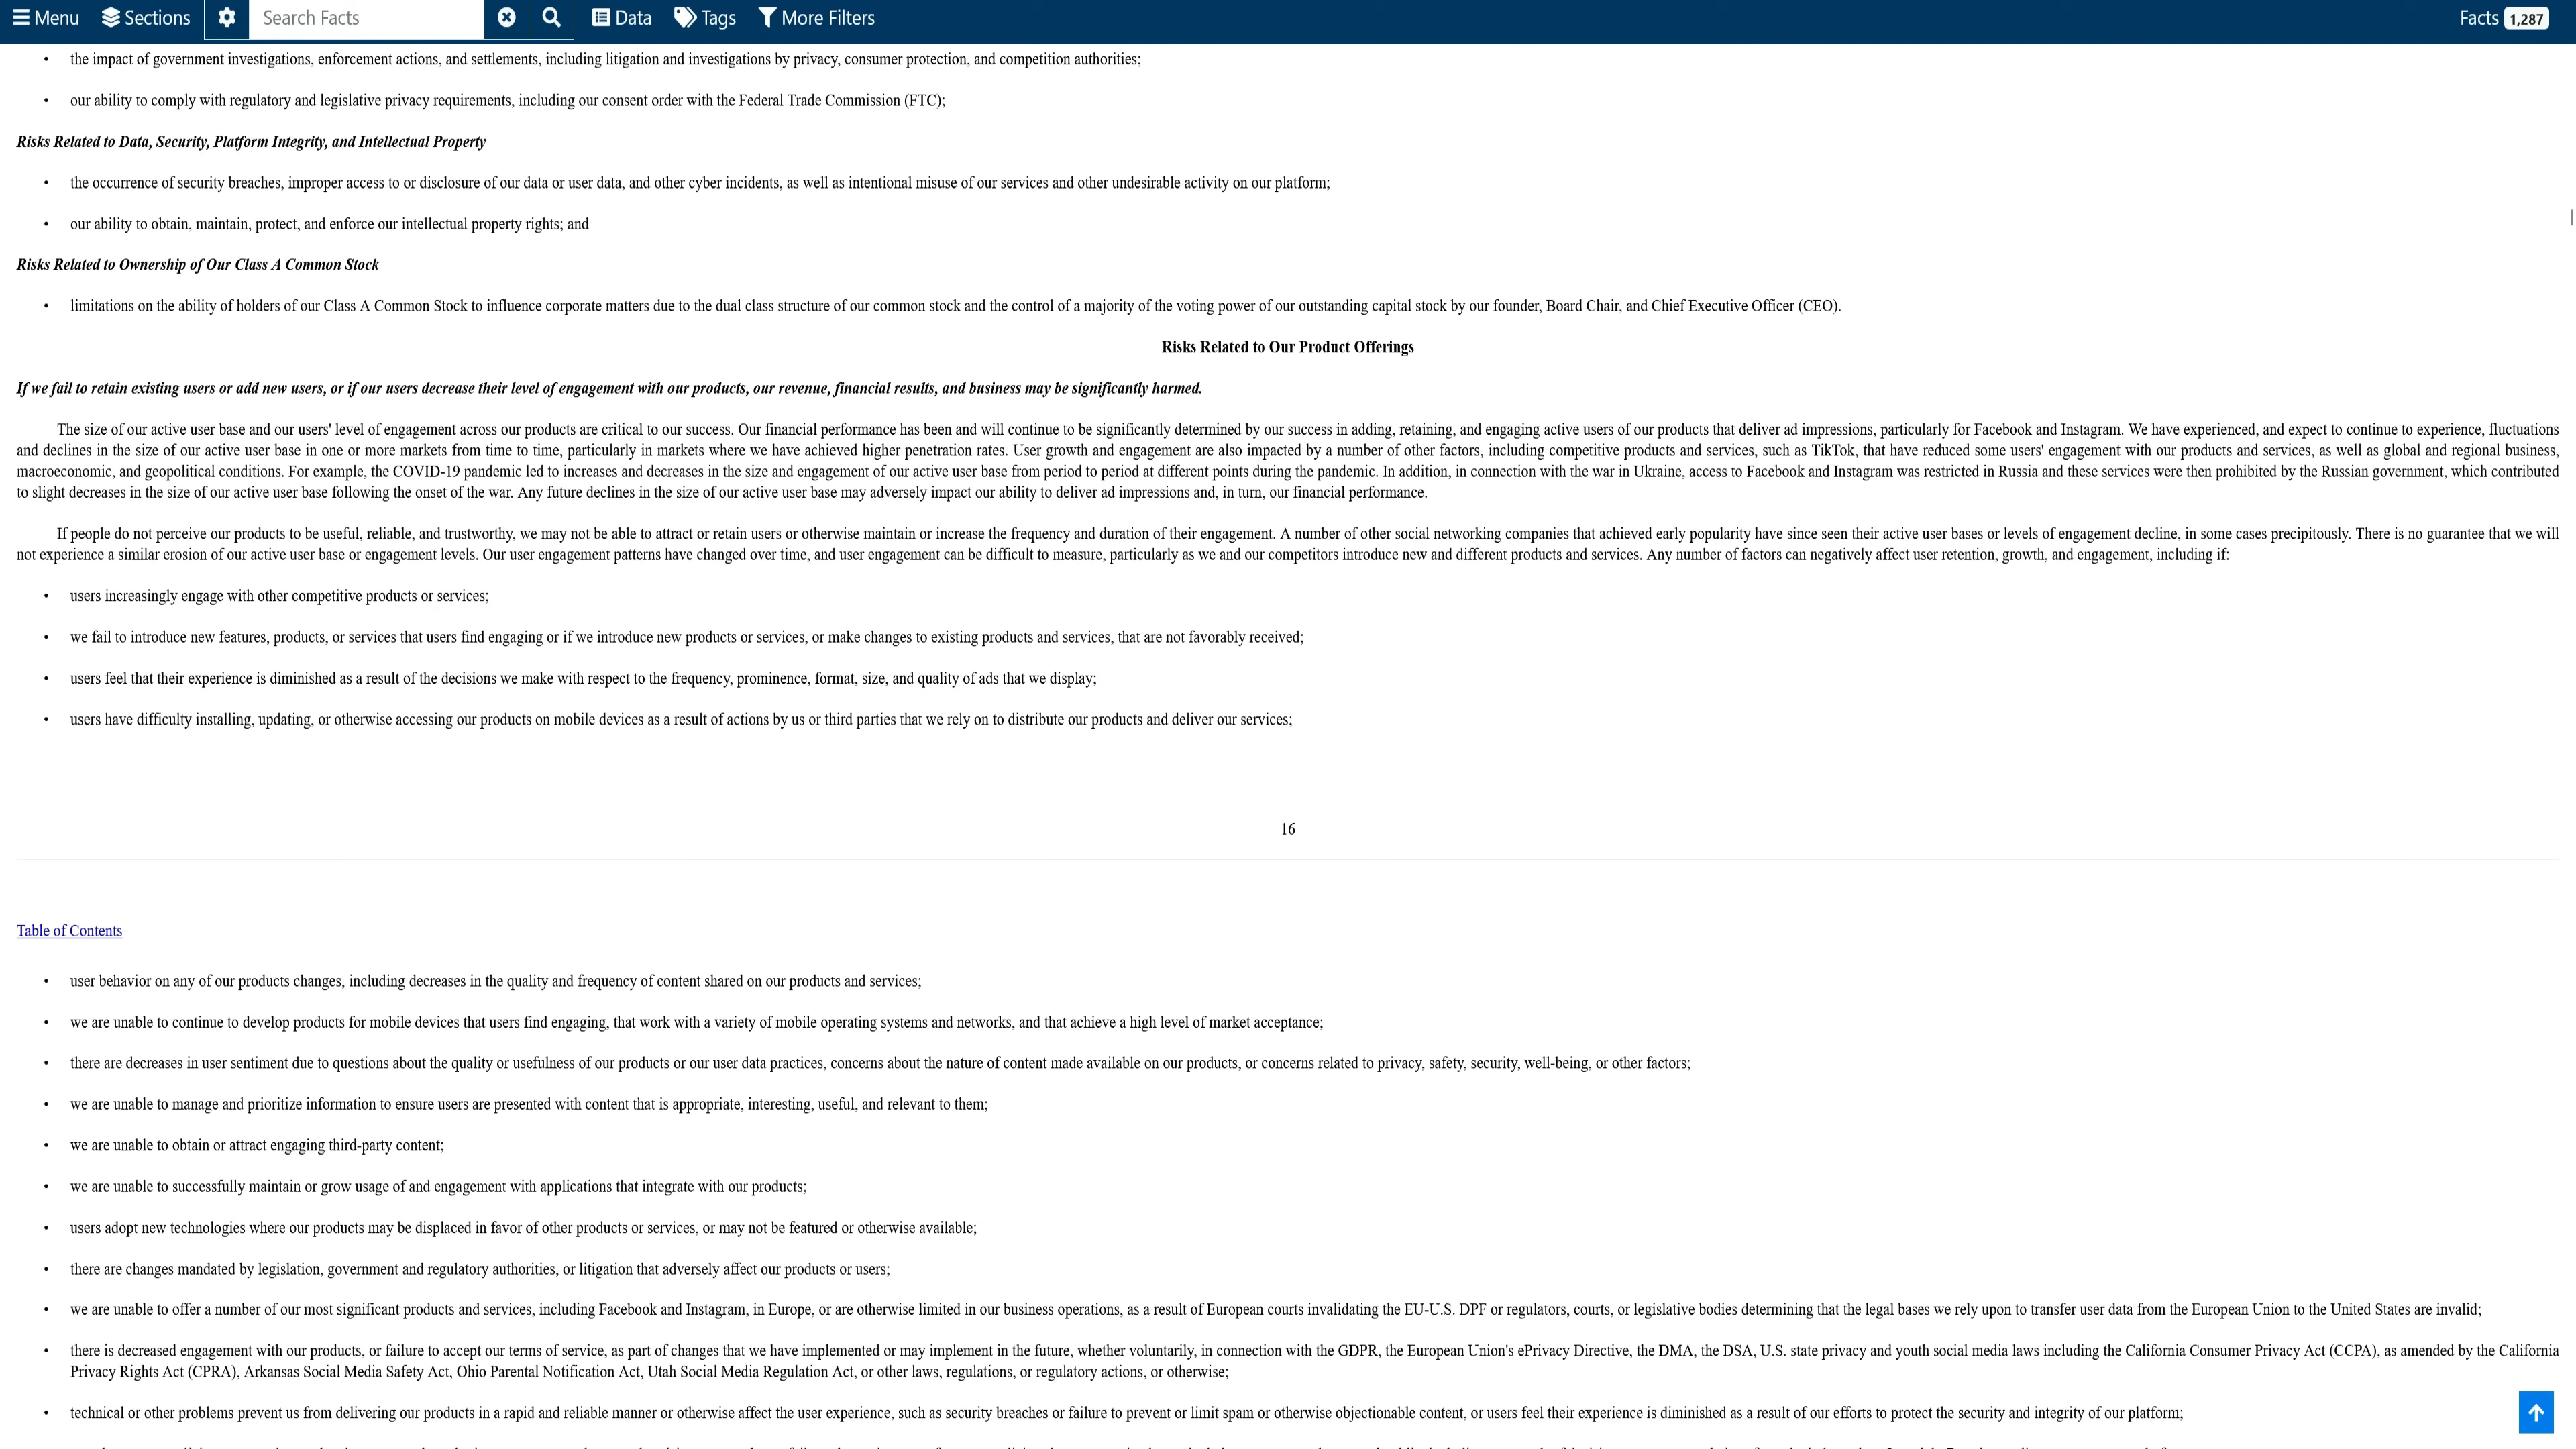 Menu Sections Search Facts Data Tags More Filters Facts 1,287
• the impact of government investigations, enforcement actions, and settlements, including litigation and investigations by privacy, consumer protection, and competition authorities;
• our ability to comply with regulatory and legislative privacy requirements, including our consent order with the Federal Trade Commission (FTC);
Risks Related to Data, Security, Platform Integrity, and Intellectual Property
• the occurrence of security breaches, improper access to or disclosure of our data or user data, and other cyber incidents, as well as intentional misuse of our services and other undesirable activity on our platform;
• our ability to obtain, maintain, protect, and enforce our intellectual property rights; and
Risks Related to Ownership of Our Class A Common Stock
• limitations on the ability of holders of our Class A Common Stock to influence corporate matters due to the dual class structure of our common stock and the control of a majority of the voting power of our outstanding capital stock by our founder, Board Chair, and Chief Executive Officer (CEO).
Risks Related to Our Product Offerings
If we fail to retain existing users or add new users, or if our users decrease their level of engagement with our products, our revenue, financial results, and business may be significantly harmed.
The size of our active user base and our users' level of engagement across our products are critical to our success. Our financial performance has been and will continue to be significantly determined by our success in adding, retaining, and engaging active users of our products that deliver ad impressions, particularly for Facebook and Instagram. We have experienced, and expect to continue to experience, fluctuations
and declines in the size of our active user base in one or more markets from time to time, particularly in markets where we have achieved higher penetration rates. User growth and engagement are also impacted by a number of other factors, including competitive products and services, such as TikTok, that have reduced some users' engagement with our products and services, as well as global and regional business,
macroeconomic, and geopolitical conditions. For example, the COVID-19 pandemic led to increases and decreases in the size and engagement of our active user base from period to period at different points during the pandemic. In addition, in connection with the war in Ukraine, access to Facebook and Instagram was restricted in Russia and these services were then prohibited by the Russian government, which contributed
to slight decreases in the size of our active user base following the onset of the war. Any future declines in the size of our active user base may adversely impact our ability to deliver ad impressions and, in turn, our financial performance.
If people do not perceive our products to be useful, reliable, and trustworthy, we may not be able to attract or retain users or otherwise maintain or increase the frequency and duration of their engagement. A number of other social networking companies that achieved early popularity have since seen their active user bases or levels of engagement decline, in some cases precipitously. There is no guarantee that we will
not experience a similar erosion of our active user base or engagement levels. Our user engagement patterns have changed over time, and user engagement can be difficult to measure, particularly as we and our competitors introduce new and different products and services. Any number of factors can negatively affect user retention, growth, and engagement, including if:
• users increasingly engage with other competitive products or services;
• we fail to introduce new features, products, or services that users find engaging or if we introduce new products or services, or make changes to existing products and services, that are not favorably received;
• users feel that their experience is diminished as a result of the decisions we make with respect to the frequency, prominence, format, size, and quality of ads that we display;
• users have difficulty installing, updating, or otherwise accessing our products on mobile devices as a result of actions by us or third parties that we rely on to distribute our products and deliver our services;
16
Table of Contents
• user behavior on any of our products changes, including decreases in the quality and frequency of content shared on our products and services;
• we are unable to continue to develop products for mobile devices that users find engaging, that work with a variety of mobile operating systems and networks, and that achieve a high level of market acceptance;
• there are decreases in user sentiment due to questions about the quality or usefulness of our products or our user data practices, concerns about the nature of content made available on our products, or concerns related to privacy, safety, security, well-being, or other factors;
• we are unable to manage and prioritize information to ensure users are presented with content that is appropriate, interesting, useful, and relevant to them;
• we are unable to obtain or attract engaging third-party content;
• we are unable to successfully maintain or grow usage of and engagement with applications that integrate with our products;
• users adopt new technologies where our products may be displaced in favor of other products or services, or may not be featured or otherwise available;
• there are changes mandated by legislation, government and regulatory authorities, or litigation that adversely affect our products or users;
• we are unable to offer a number of our most significant products and services, including Facebook and Instagram, in Europe, or are otherwise limited in our business operations, as a result of European courts invalidating the EU-U.S. DPF or regulators, courts, or legislative bodies determining that the legal bases we rely upon to transfer user data from the European Union to the United States are invalid;
• there is decreased engagement with our products, or failure to accept our terms of service, as part of changes that we have implemented or may implement in the future, whether voluntarily, in connection with the GDPR, the European Union's ePrivacy Directive, the DMA, the DSA, U.S. state privacy and youth social media laws including the California Consumer Privacy Act (CCPA), as amended by the California
Privacy Rights Act (CPRA), Arkansas Social Media Safety Act, Ohio Parental Notification Act, Utah Social Media Regulation Act, or other laws, regulations, or regulatory actions, or otherwise;
• technical or other problems prevent us from delivering our products in a rapid and reliable manner or otherwise affect the user experience, such as security breaches or failure to prevent or limit spam or otherwise objectionable content, or users feel their experience is diminished as a result of our efforts to protect the security and integrity of our platform;